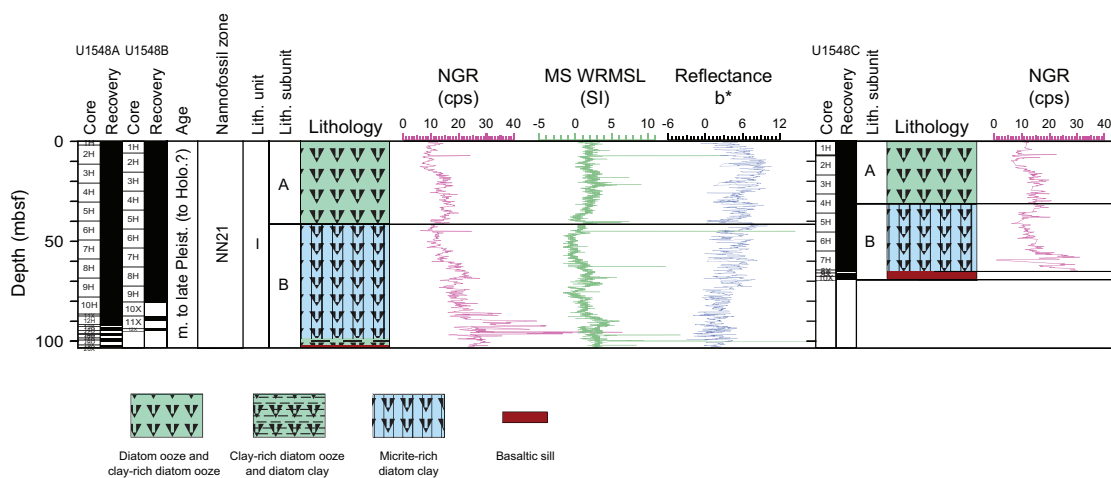 U1548A U1548B
Core
Recovery
Core
Recovery
Age
Nannofossil zone
Lith. unit
Lith. subunit
Lithology
NGR
(cps)
0 10 20 30 40
MS WRMSL
(SI)
-5 0 5 10
Reflectance
b*
-6 0 6 12
U1548C
Core
Recovery
Lith. subunit
Lithology
NGR
(cps)
0 10 20 30 40
Depth (mbsf)
0
50
100
2H
3H
4H
5H
6H
7H
8H
9H
10H
12H
1H
2H
3H
4H
5H
6H
7H
8H
9H
10X
11X
m. to late Pleist. (to Holo.?)
NN21
I
A
B
1H
2H
3H
4H
5H
6H
7H
A
B
Diatom ooze and
clay-rich diatom ooze
Clay-rich diatom ooze
and diatom clay
Micrite-rich
diatom clay
Basaltic sill